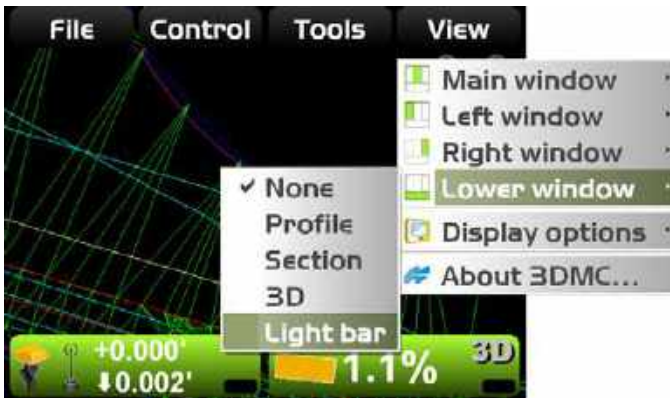 File Control Tools View
Main window
Left window
Right window
Lower window
Display options
About 3DMC...
None
Profile
Section
3D
Light bar
+0.000'
0.002'
1.1%
3D